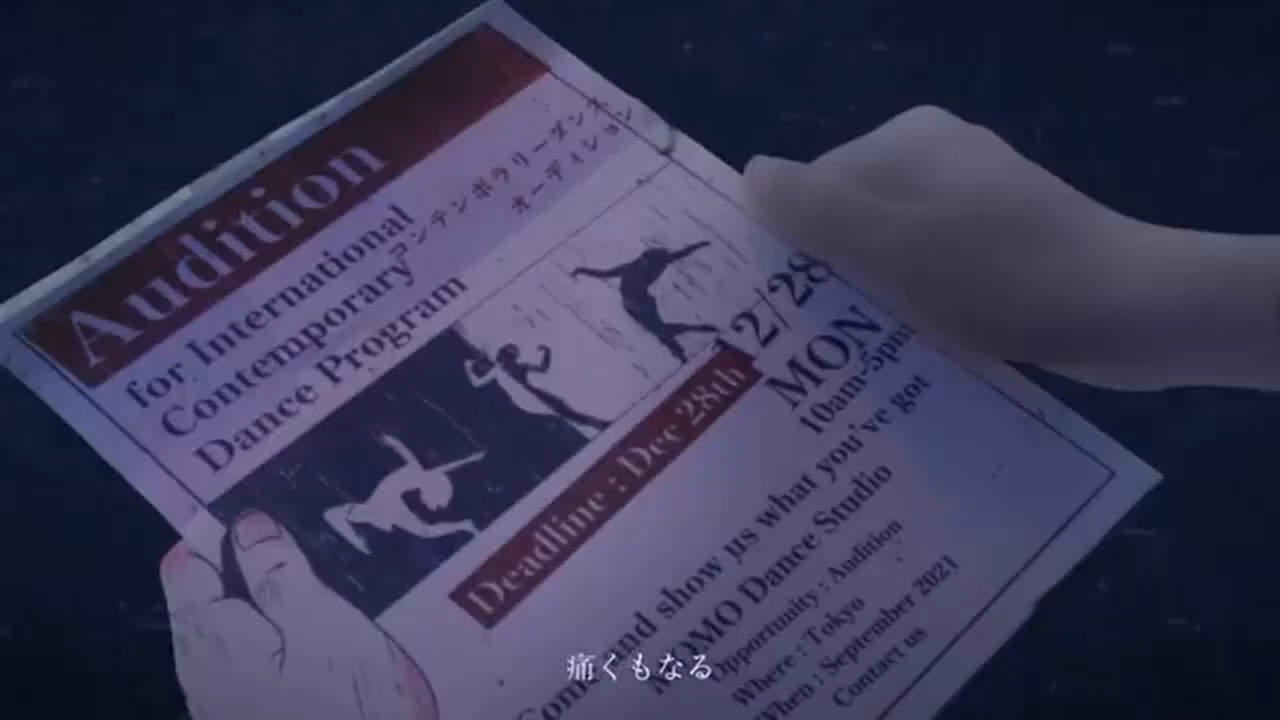 Audition
for International
Contemporary
Dance Program
コンテンポラリーダンス
オーディション
12/28
MON
10am-5pm
Deadline : Dec 28th
Come and show us what you've got
MOMO Dance Studio
Opportunity : Audition
Where : Tokyo
When : September 2021
Contact us
痛くもなる